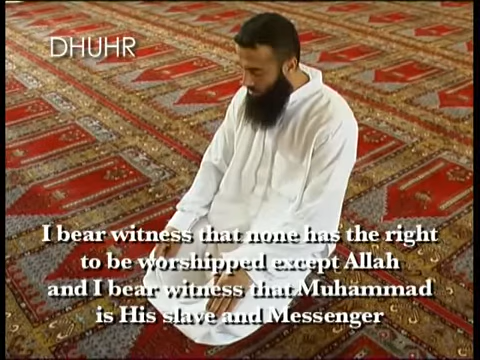 DHUHR
I bear witness that none has the right
to be worshipped except Allah
and I bear witness that Muhammad
is His slave and Messenger